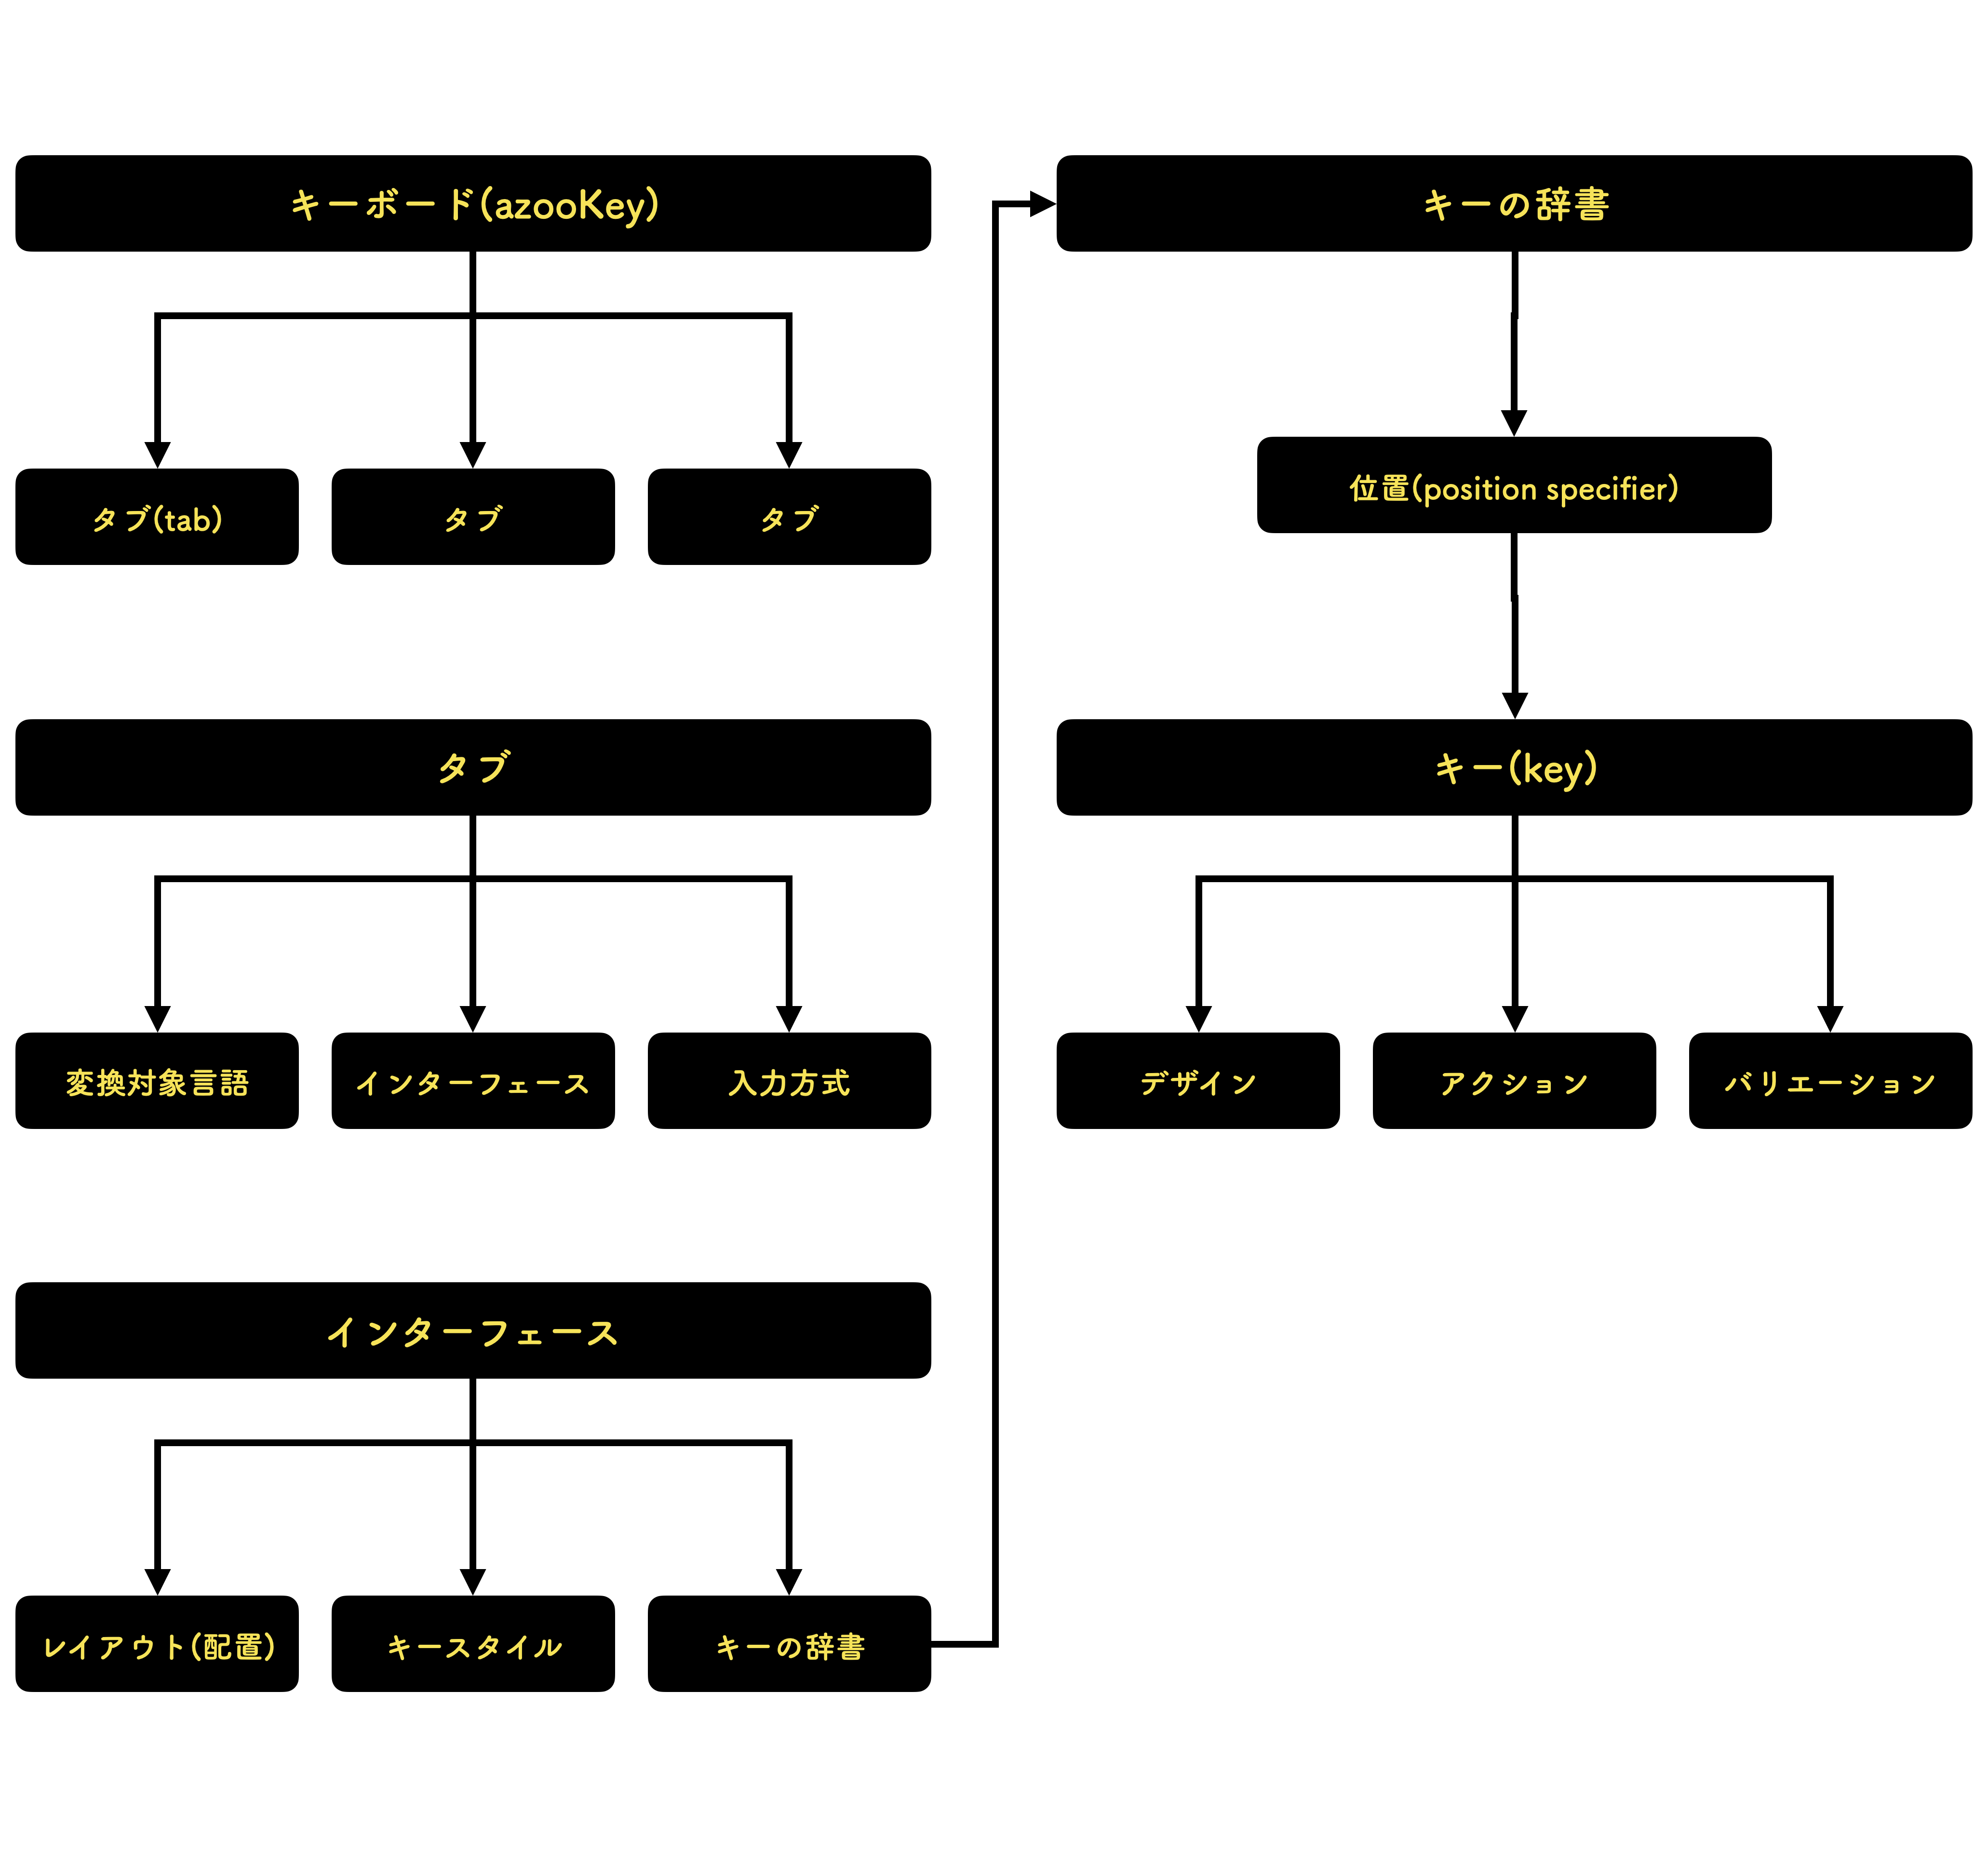 キーボード(azooKey)
タブ(tab)
タブ
タブ
タブ
変換対象言語
インターフェース
入力方式
インターフェース
レイアウト(配置)
キースタイル
キーの辞書
キーの辞書
位置(position specifier)
キー(key)
デザイン
アクション
バリエーション